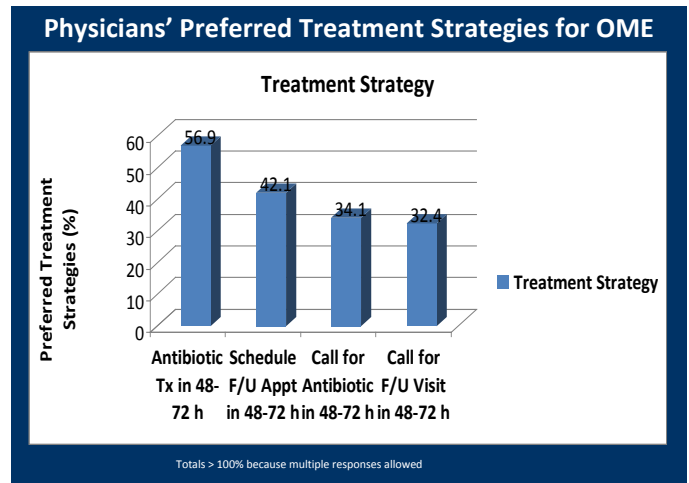 Physicians’ Preferred Treatment Strategies for OME
Treatment Strategy
Preferred Treatment
Strategies (%)
60
50
40
30
20
10
0
56.9
42.1
34.1
32.4
Antibiotic
Tx in 48-
72 h
Schedule
F/U Appt
in 48-72 h
Call for
Antibiotic
in 48-72 h
Call for
F/U Visit
in 48-72 h
Treatment Strategy
Totals > 100% because multiple responses allowed